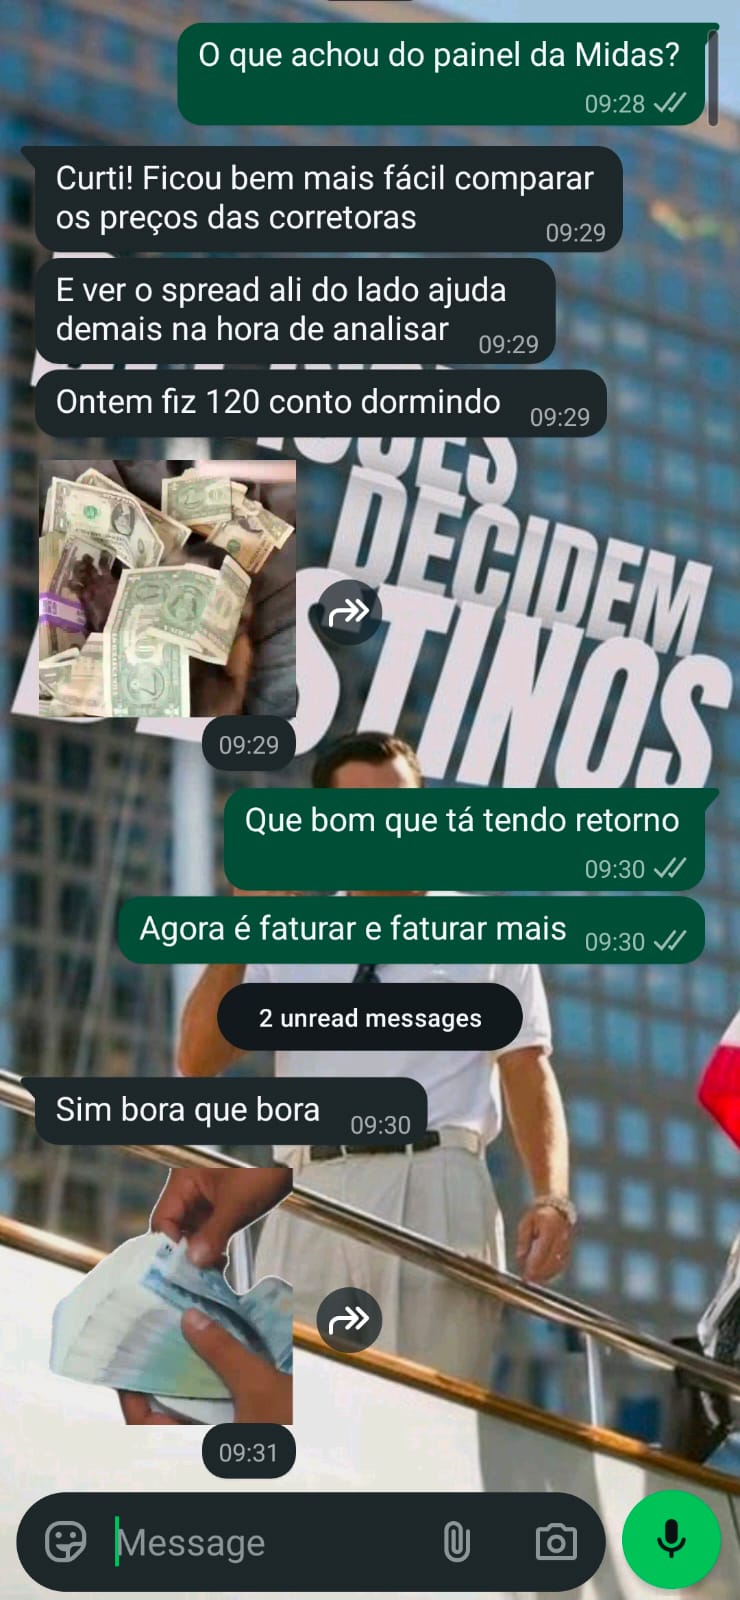 O que achou do painel da Midas?
09:28
Curti! Ficou bem mais fácil comparar
os preços das corretoras
09:29
E ver o spread ali do lado ajuda
demais na hora de analisar
09:29
Ontem fiz 120 conto dormindo
09:29
DECIDEM
STINOS
09:29
Que bom que tá tendo retorno
09:30
Agora é faturar e faturar mais
09:30
2 unread messages
Sim bora que bora
09:30
09:31
Message